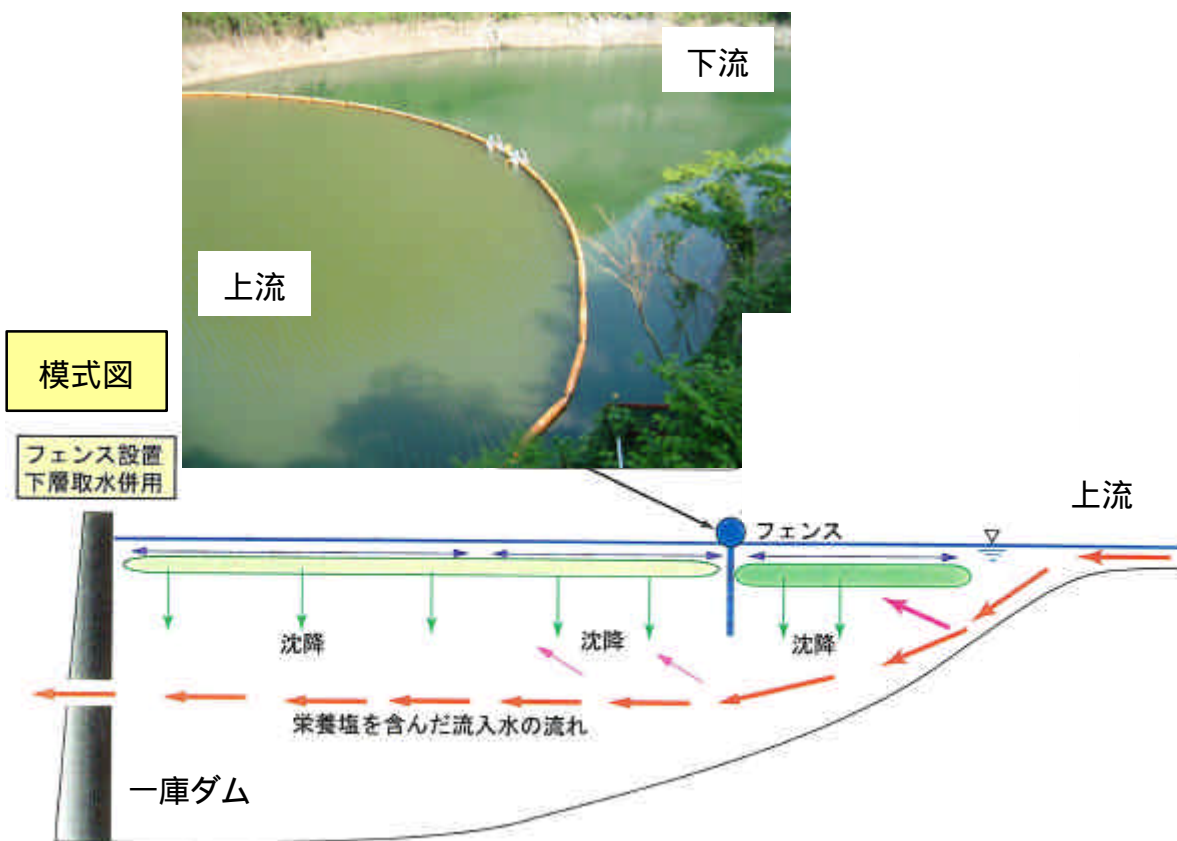 下流
上流
模式図
フェンス設置
下層取水併用
上流
フェンス
沈降
沈降
沈降
栄養塩を含んだ流入水の流れ
一庫ダム